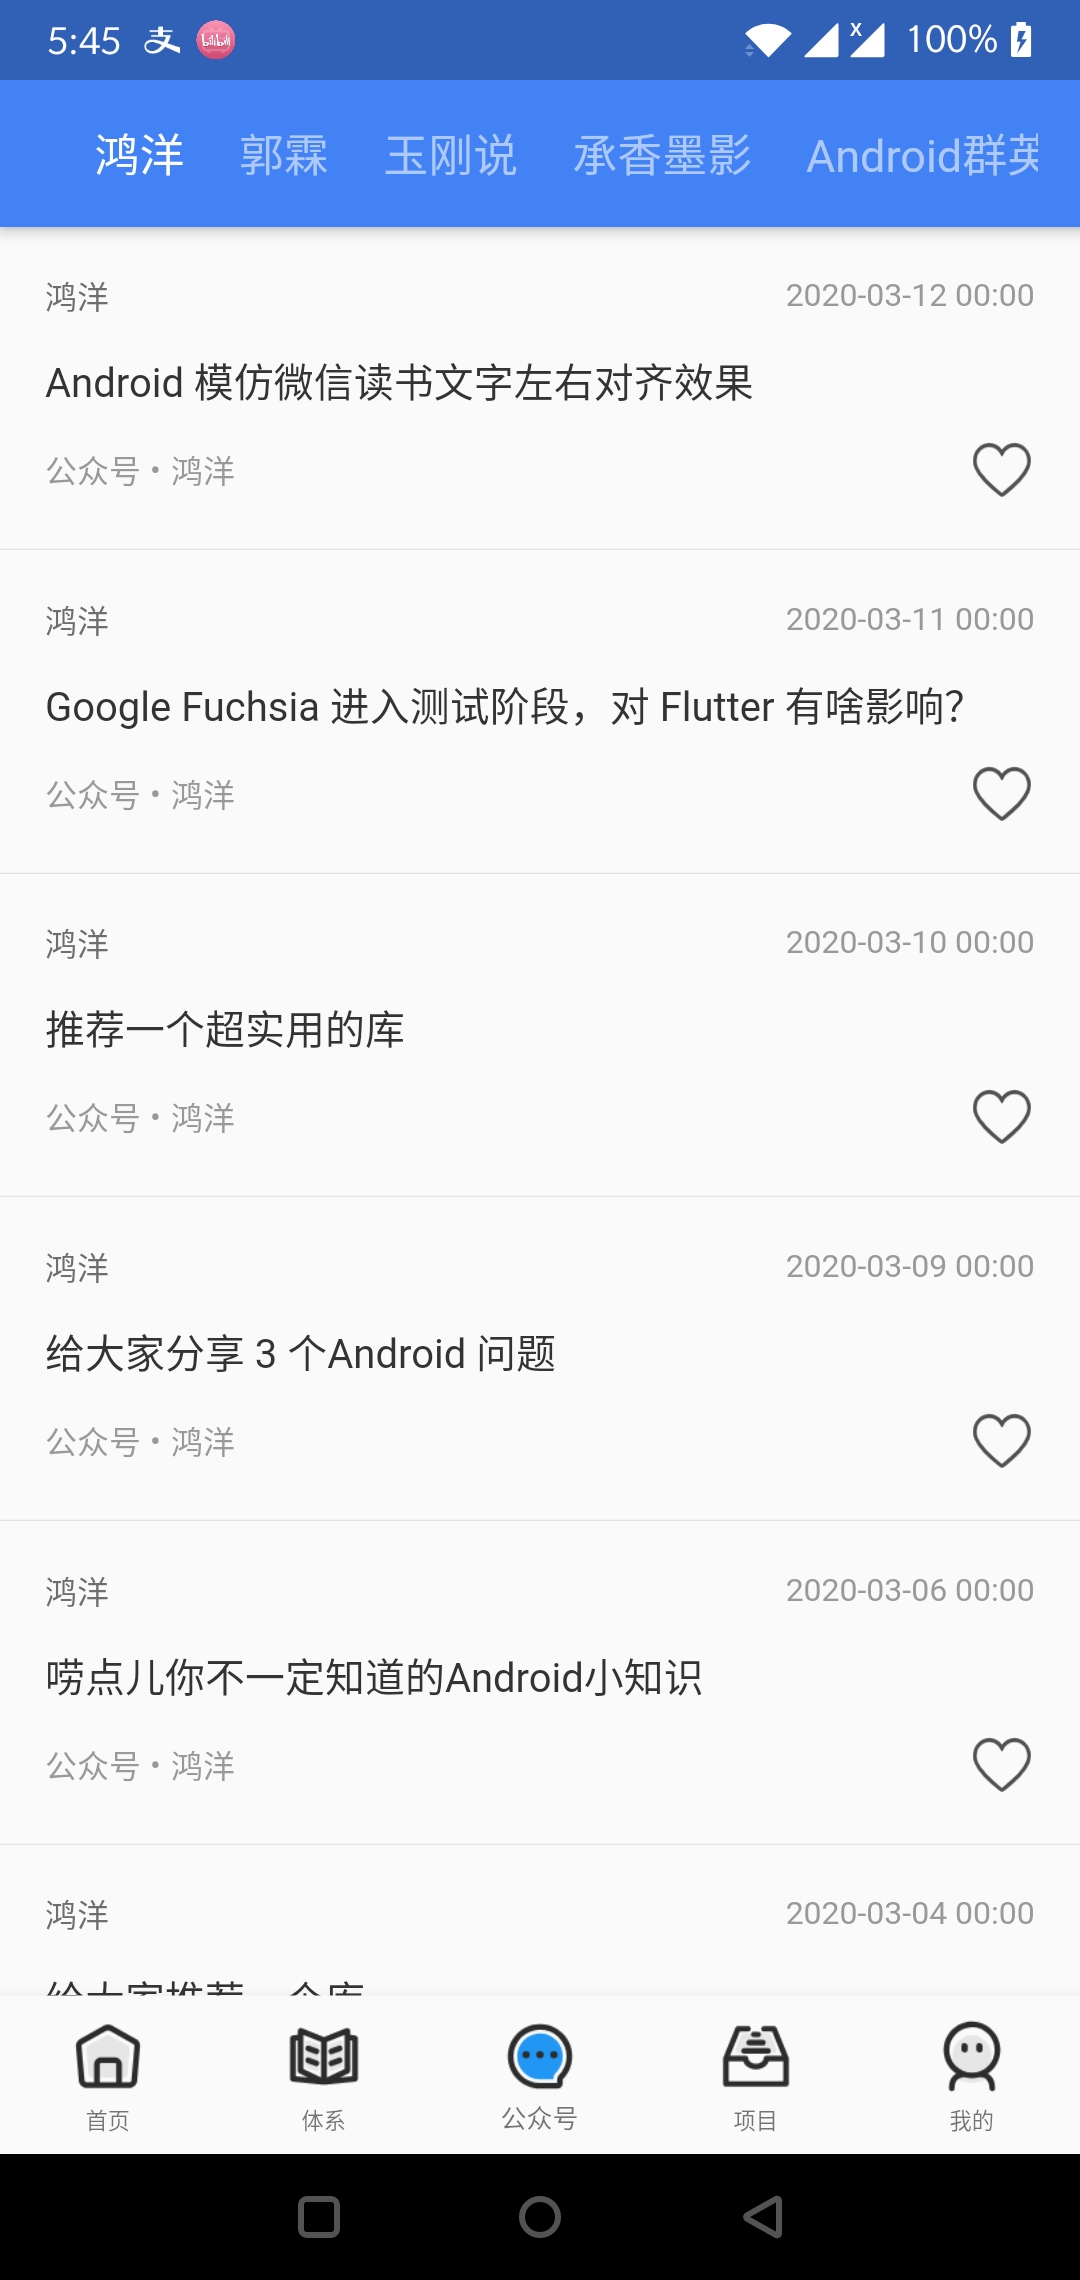 5:45 100%
鸿洋 郭霖 玉刚说 承香墨影 Android群英
鸿洋 2020-03-12 00:00
Android 模仿微信读书文字左右对齐效果
公众号·鸿洋
鸿洋 2020-03-11 00:00
Google Fuchsia 进入测试阶段，对 Flutter 有啥影响？
公众号·鸿洋
鸿洋 2020-03-10 00:00
推荐一个超实用的库
公众号·鸿洋
鸿洋 2020-03-09 00:00
给大家分享 3 个Android 问题
公众号·鸿洋
鸿洋 2020-03-06 00:00
唠点儿你不一定知道的Android小知识
公众号·鸿洋
鸿洋 2020-03-04 00:00
给大家推荐一个库
首页 体系 公众号 项目 我的